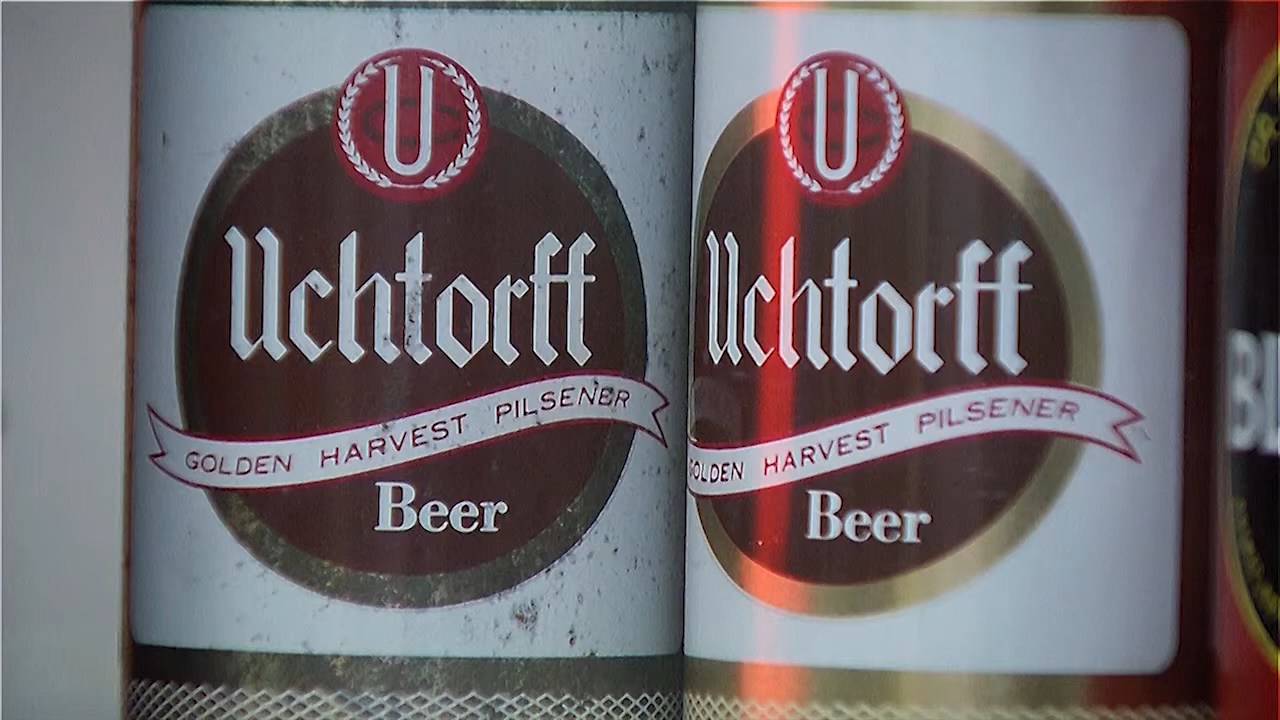 U
Uchtorff
GOLDEN HARVEST PILSENER
Beer
U
Uchtorff
GOLDEN HARVEST PILSENER
Beer